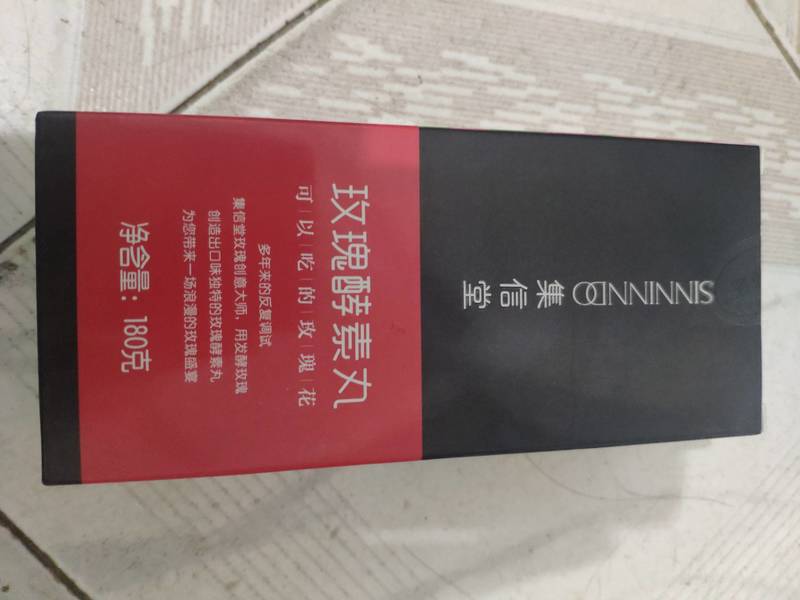 集信堂
玫瑰酵素丸
可|以|吃|的|玫|瑰|花
多年来的反复调试
集信堂玫瑰创意大师，用发酵玫瑰
创造出口味独特的玫瑰酵素丸
为您带来一场浪漫的玫瑰盛宴
净含量：180克